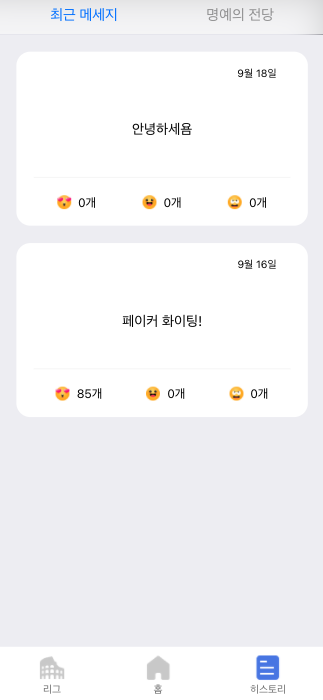 최근 메세지 명예의 전당
9월 18일
안녕하세욤
0개 0개 0개
9월 16일
페이커 화이팅!
85개 0개 0개
리그 홈 히스토리